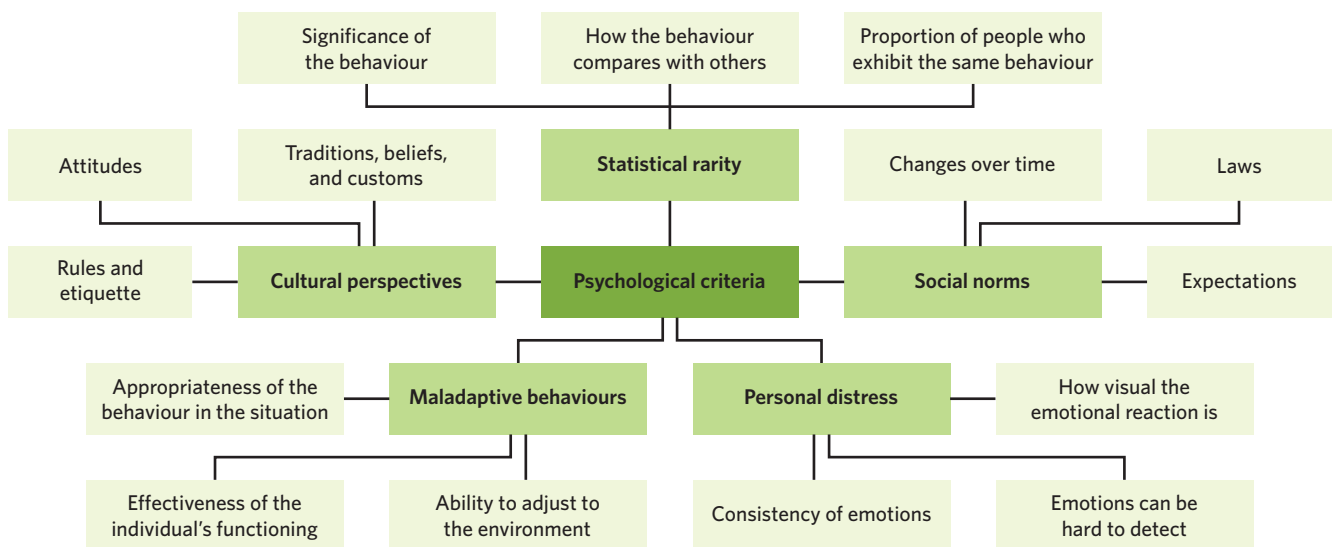 Significance of
the behaviour
How the behaviour
compares with others
Proportion of people who
exhibit the same behaviour
Attitudes
Traditions, beliefs,
and customs
Statistical rarity
Changes over time
Laws
Rules and
etiquette
Cultural perspectives
Psychological criteria
Social norms
Expectations
Appropriateness of the
behaviour in the situation
Maladaptive behaviours
Personal distress
How visual the
emotional reaction is
Effectiveness of the
individual’s functioning
Ability to adjust to
the environment
Consistency of emotions
Emotions can be
hard to detect